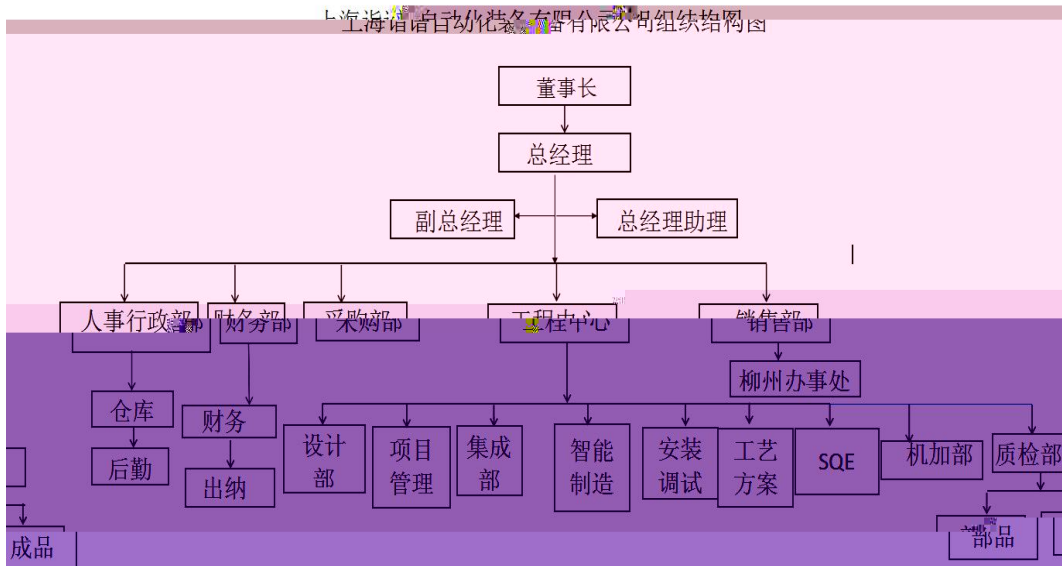 上海诣谙自动化装备有限公司组织结构图
董事长
总经理
副总经理
总经理助理
人事行政部
财务部
采购部
工程中心
销售部
柳州办事处
仓库
后勤
财务
出纳
设计
部
项目
管理
集成
部
智能
制造
安装
调试
工艺
方案
SQE
机加部
质检部
部品
成品